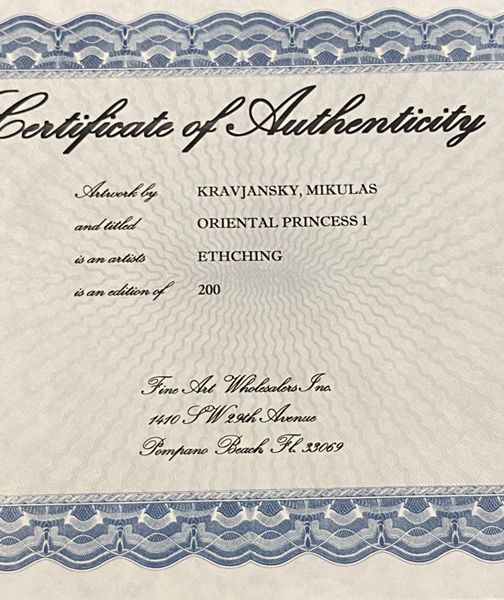 Certificate of Authenticity
Artwork by KRAVJANSKY, MIKULAS
and titled ORIENTAL PRINCESS 1
is an artists ETHCHING
is an edition of 200
Fine Art Wholesalers Inc.
1410 SW 29th Avenue
Pompano Beach Fl. 33069